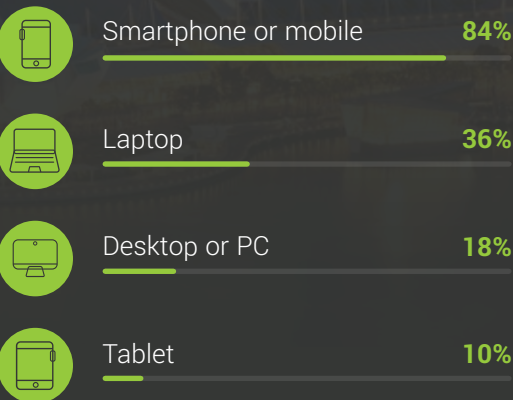 Smartphone or mobile 84%
Laptop 36%
Desktop or PC 18%
Tablet 10%